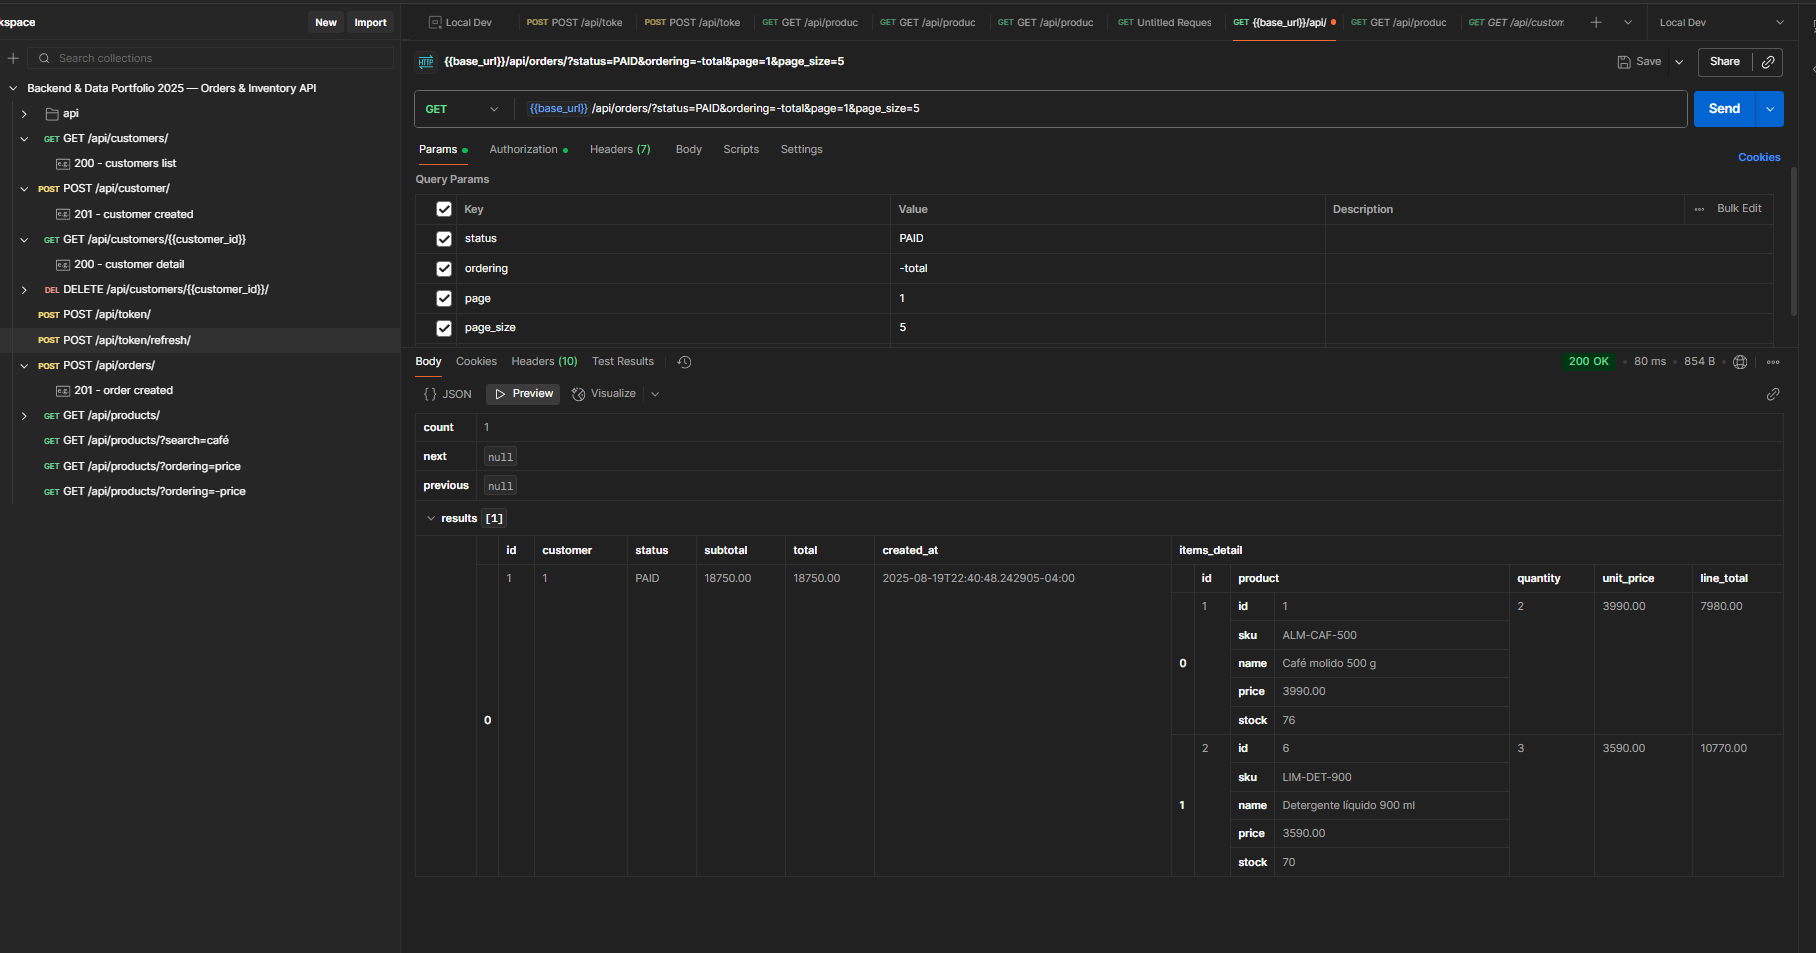 kspace
New
Import
Search collections
Backend & Data Portfolio 2025 — Orders & Inventory API
api
GET GET /api/customers/
e.g. 200 - customers list
POST POST /api/customer/
e.g. 201 - customer created
GET GET /api/customers/{{customer_id}}
e.g. 200 - customer detail
DEL DELETE /api/customers/{{customer_id}}/
POST POST /api/token/
POST POST /api/token/refresh/
POST POST /api/orders/
e.g. 201 - order created
GET GET /api/products/
GET GET /api/products/?search=café
GET GET /api/products/?ordering=price
GET GET /api/products/?ordering=-price
Local Dev
POST POST /api/toke
POST POST /api/toke
GET GET /api/produc
GET GET /api/produc
GET GET /api/produc
GET Untitled Reques
GET {{base_url}}/api/
GET GET /api/produc
GET GET /api/custom
Local Dev
HTTP {{base_url}}/api/orders/?status=PAID&ordering=-total&page=1&page_size=5
Save
Share
GET {{base_url}} /api/orders/?status=PAID&ordering=-total&page=1&page_size=5
Send
Params Authorization Headers (7) Body Scripts Settings
Cookies
Query Params
Key Value Description ••• Bulk Edit
status PAID
ordering -total
page 1
page_size 5
Body Cookies Headers (10) Test Results
200 OK • 80 ms • 854 B •
{} JSON Preview Visualize
count 1
next null
previous null
results [1]
id customer status subtotal total created_at items_detail
0 1 1 PAID 18750.00 18750.00 2025-08-19T22:40:48.242905-04:00
id product quantity unit_price line_total
0 1 id 1 2 3990.00 7980.00
sku ALM-CAF-500
name Café molido 500 g
price 3990.00
stock 76
1 2 id 6 3 3590.00 10770.00
sku LIM-DET-900
name Detergente líquido 900 ml
price 3590.00
stock 70